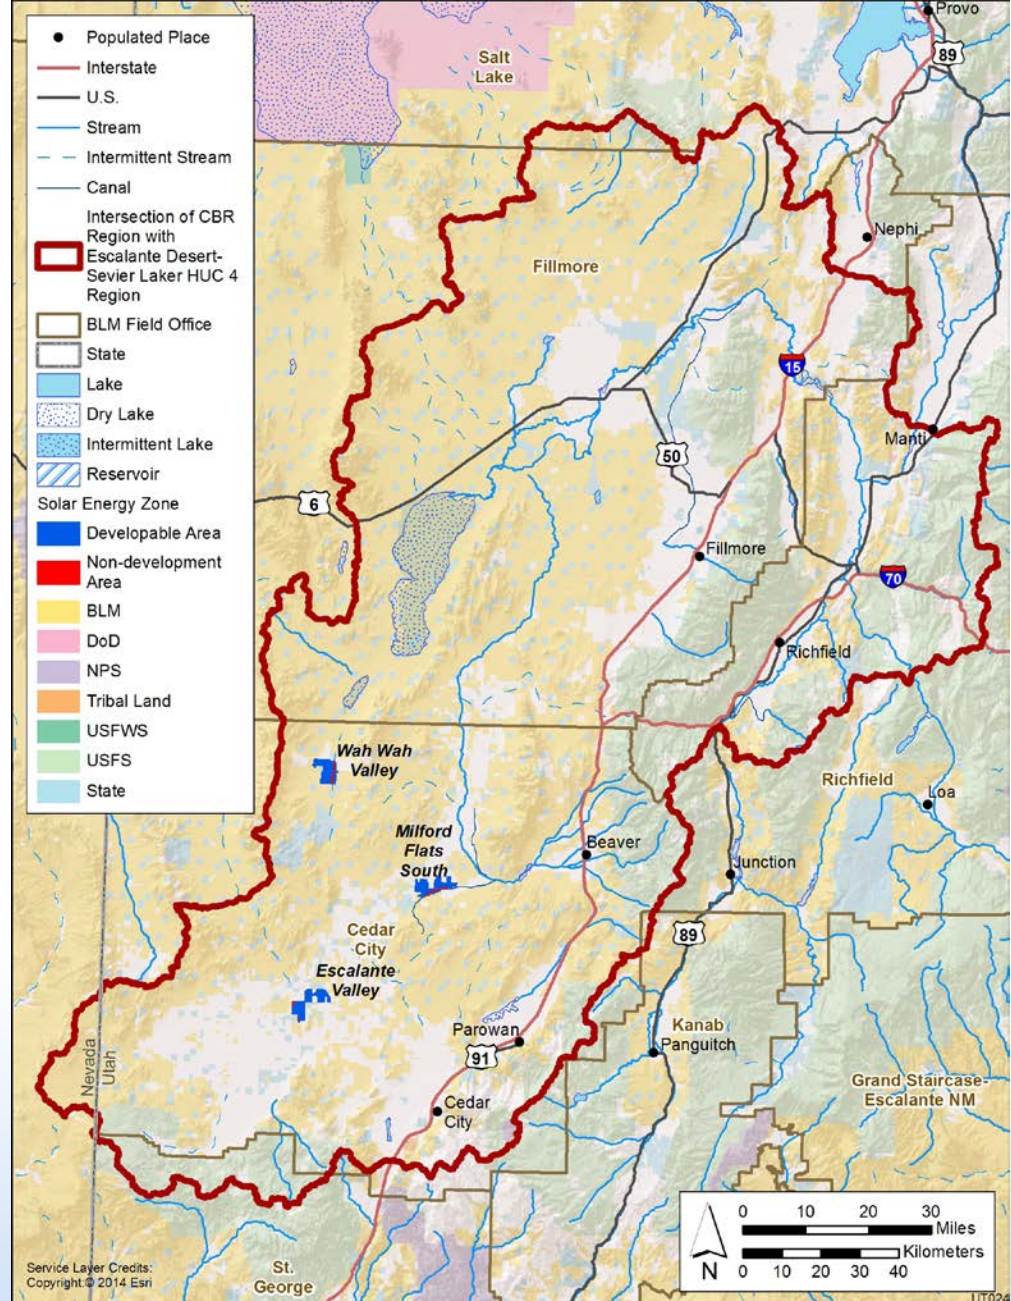 Populated Place
Interstate
U.S.
Stream
Intermittent Stream
Canal
Intersection of CBR
Region with
Escalante Desert-
Sevier Laker HUC 4
Region
BLM Field Office
State
Lake
Dry Lake
Intermittent Lake
Reservoir
Solar Energy Zone
Developable Area
Non-development
Area
BLM
DoD
NPS
Tribal Land
USFWS
USFS
State
Provo
89
Salt
Lake
Nephi
Fillmore
15
Manti
50
6
Fillmore
70
Richfield
Wah Wah
Valley
Richfield
Loa
Milford
Flats
South
Beaver
Junction
Cedar
City
89
Escalante
Valley
Parowan
91
Kanab
Panguitch
Nevada
Utah
Grand Staircase-
Escalante NM
Cedar
City
St.
George
0 10 20 30
Miles
Kilometers
0 10 20 30 40
N
Service Layer Credits:
Copyright:© 2014 Esri
UT024